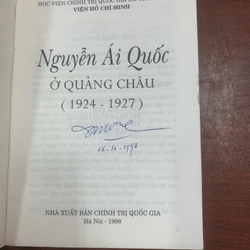 HỌC VIỆN CHÍNH TRỊ QUỐC GIA HỒ CHÍ MINH
VIỆN HỒ CHÍ MINH
Nguyễn Ái Quốc
Ở QUẢNG CHÂU
(1924 - 1927)
26.10.1998
NHÀ XUẤT BẢN CHÍNH TRỊ QUỐC GIA
Hà Nội - 1998